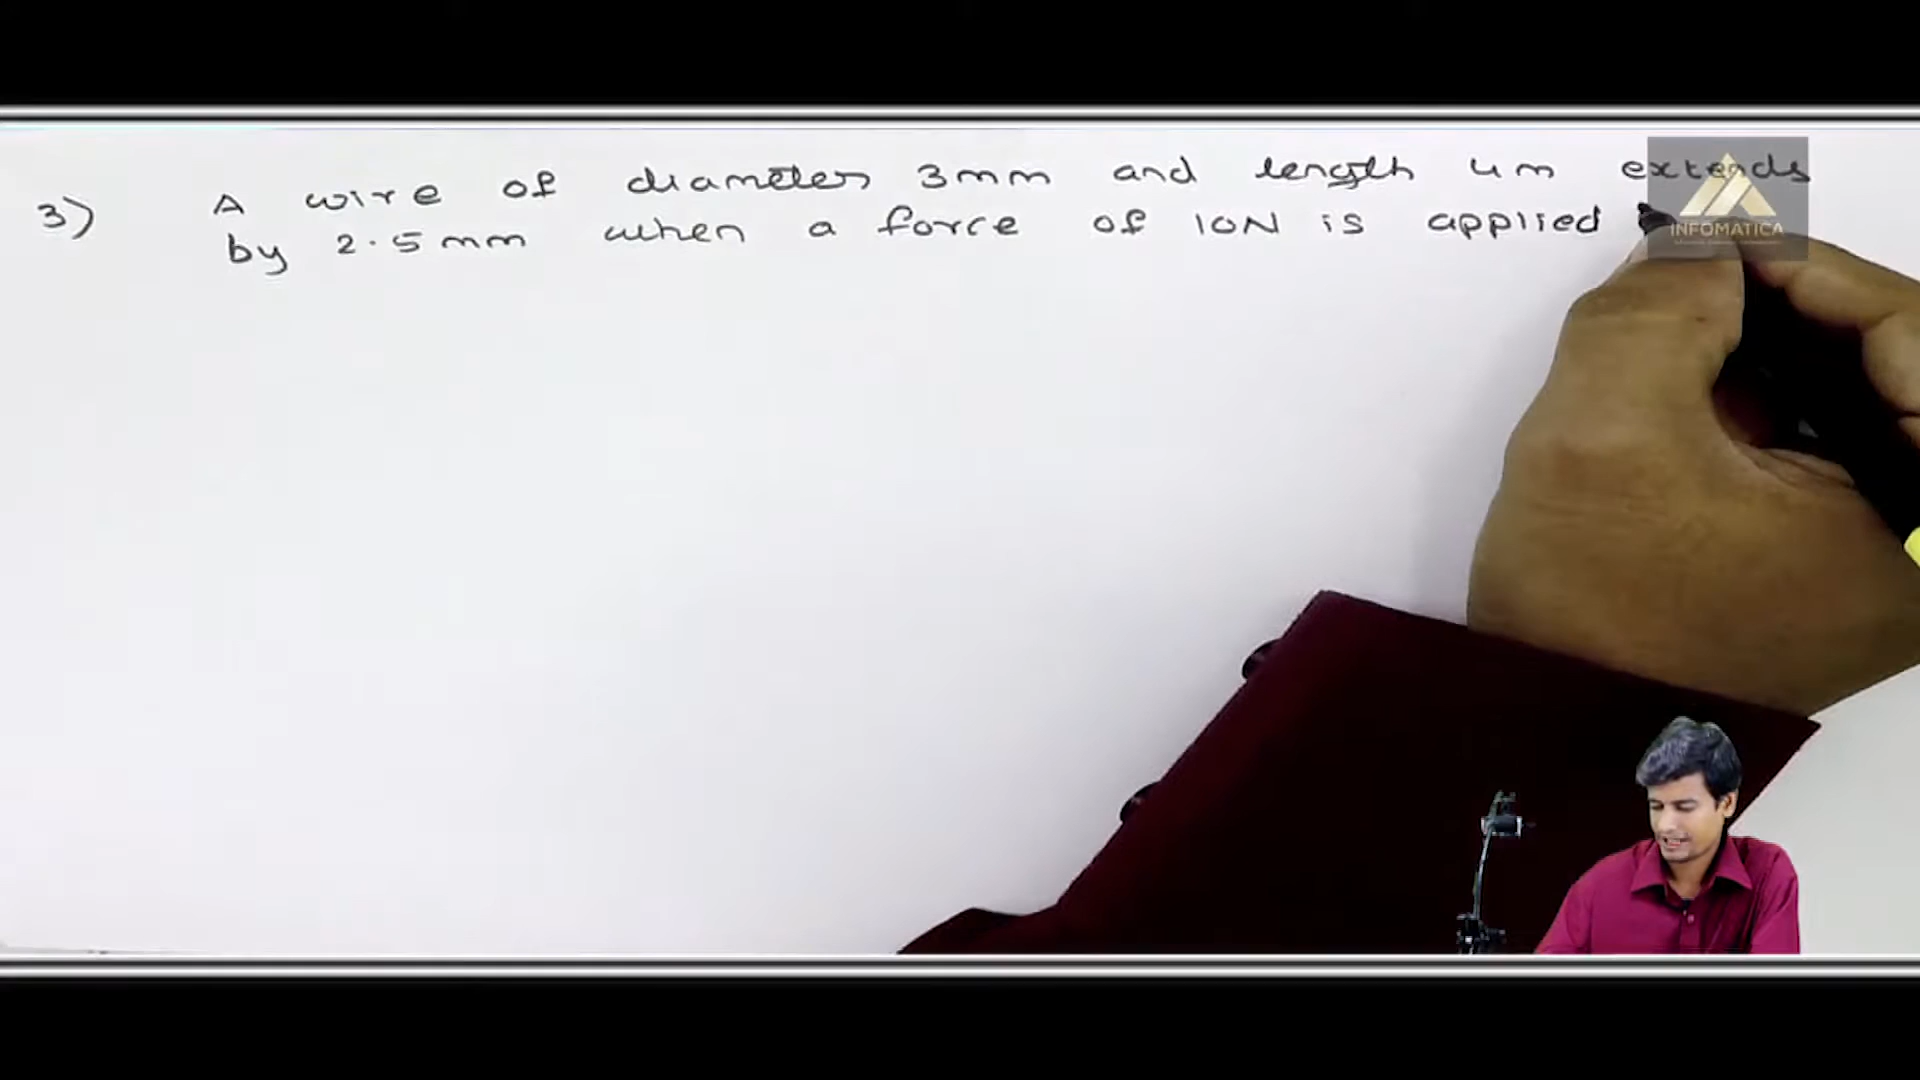 3) A wire of diameter 3mm and length 4m extends
by 2.5mm when a force of 10N is applied
INFOMATICA